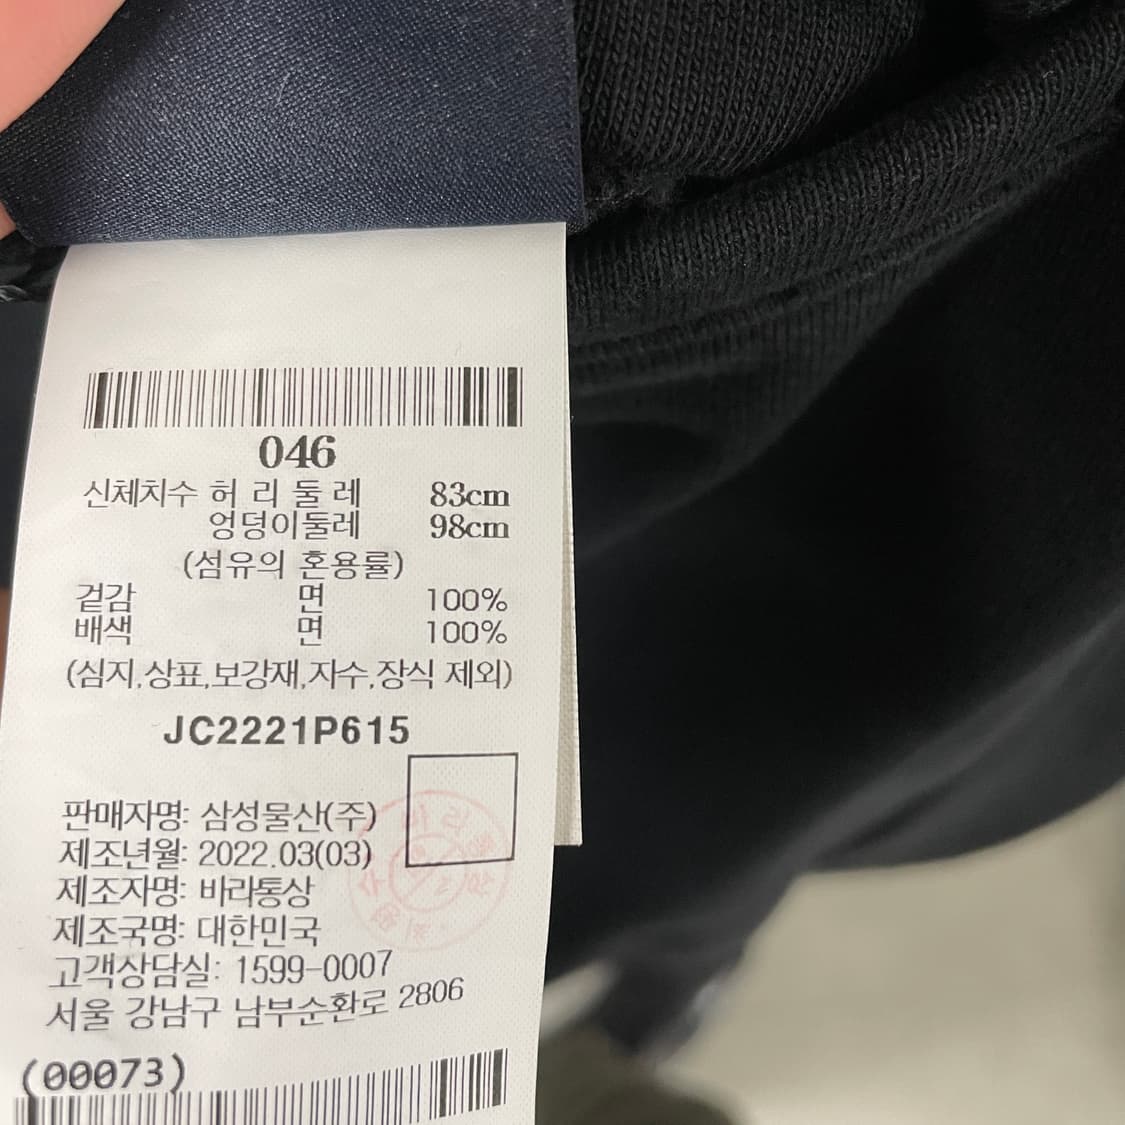 046
신체치수 허 리 둘 레 83cm
엉덩이둘레 98cm
(섬유의 혼용률)
겉감 면 100%
배색 면 100%
(심지,상표,보강재,자수,장식 제외)
JC2221P615
판매자명: 삼성물산(주)
제조년월: 2022.03(03)
제조자명: 바라통상
제조국명: 대한민국
고객상담실: 1599-0007
서울 강남구 남부순환로 2806
(00073)